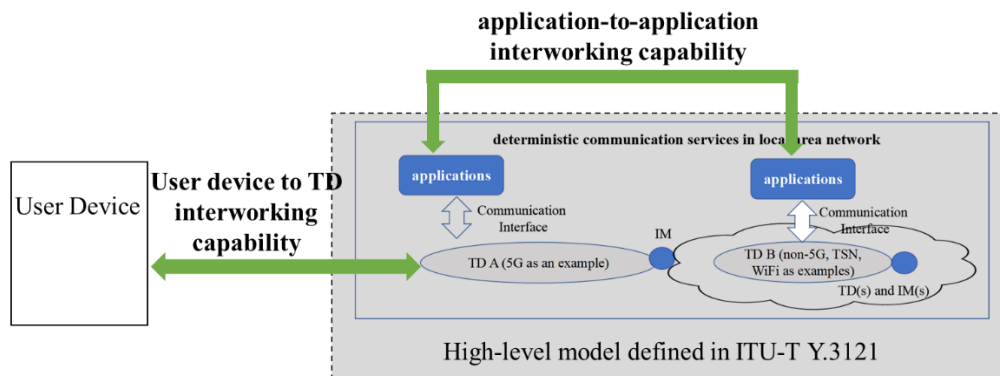 application-to-application
interworking capability
deterministic communication services in local area network
User Device
User device to TD
interworking
capability
applications
applications
Communication
Interface
Communication
Interface
IM
TD A (5G as an example)
TD B (non-5G, TSN,
WiFi as examples)
TD(s) and IM(s)
High-level model defined in ITU-T Y.3121